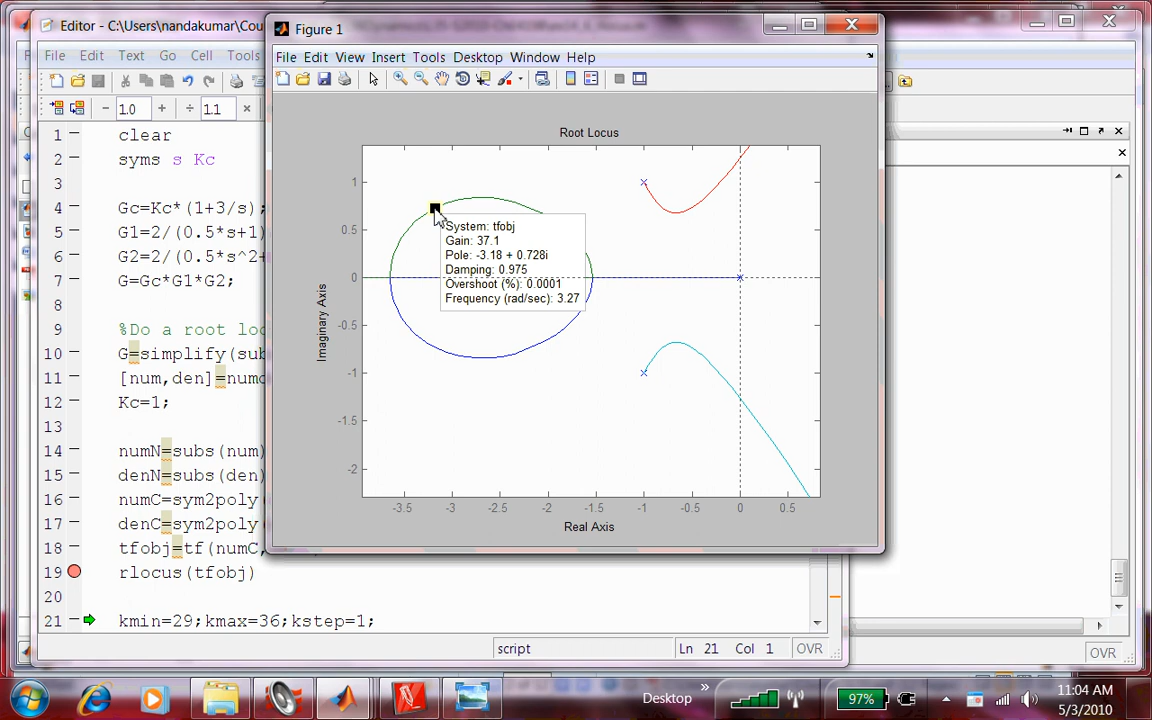 Editor - C:\Users\nandakumar\Cou
Figure 1
File Edit Text Go Cell Tools
File Edit View Insert Tools Desktop Window Help
1.0
1.1
1 clear
2 syms s Kc
3
4 Gc=Kc*(1+3/s);
5 G1=2/(0.5*s+1)
6 G2=2/(0.5*s^2+
7 G=Gc*G1*G2;
8
9 %Do a root loc
10 G=simplify(sub
11 [num,den]=numd
12 Kc=1;
13
14 numN=subs(num)
15 denN=subs(den)
16 numC=sym2poly
17 denC=sym2poly
18 tfobj=tf(numC,
19 rlocus(tfobj)
20
21 kmin=29;kmax=36;kstep=1;
Root Locus
Imaginary Axis
1
0.5
0
-0.5
-1
-1.5
-2
System: tfobj
Gain: 37.1
Pole: -3.18 + 0.728i
Damping: 0.975
Overshoot (%): 0.0001
Frequency (rad/sec): 3.27
-3.5 -3 -2.5 -2 -1.5 -1 -0.5 0 0.5
Real Axis
script
Ln 21 Col 1 OVR
OVR
Desktop
97%
11:04 AM
5/3/2010